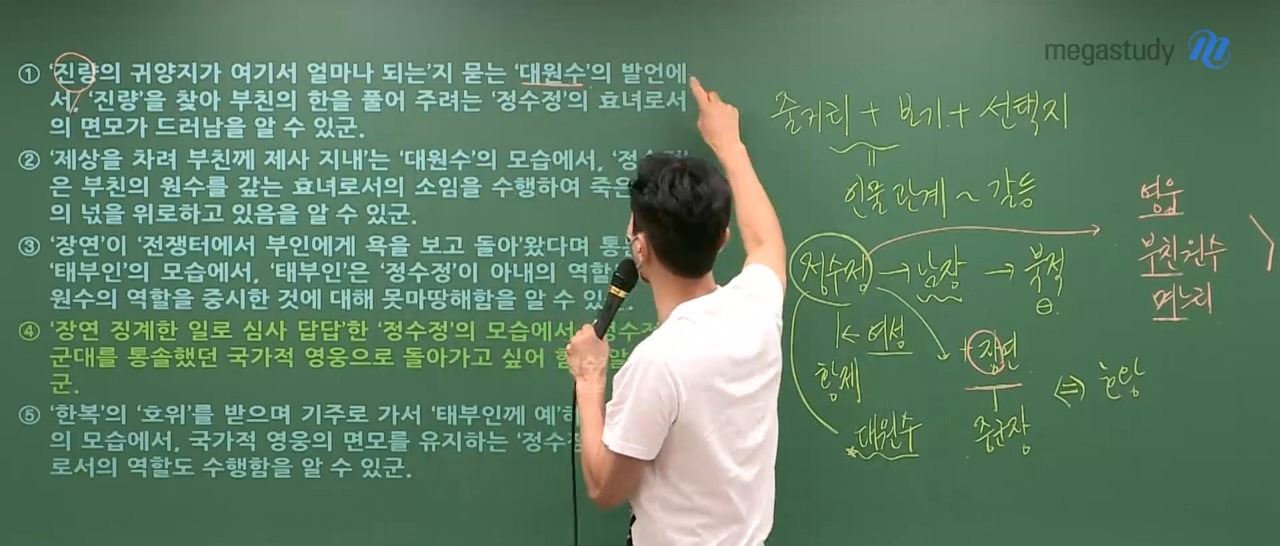 megastudy
① ‘진량의 귀양지가 여기서 얼마나 되는’지 묻는 ‘대원수’의 발언에
서, ‘진량’을 찾아 부친의 한을 풀어 주려는 ‘정수정’의 효녀로서
의 면모가 드러남을 알 수 있군.
② ‘제상을 차려 부친께 제사 지내’는 ‘대원수’의 모습에서, ‘정수정’
은 부친의 원수를 갚는 효녀로서의 소임을 수행하여 죽은
의 넋을 위로하고 있음을 알 수 있군.
③ ‘장연’이 ‘전쟁터에서 부인에게 욕을 보고 돌아’왔다며
‘태부인’의 모습에서, ‘태부인’은 ‘정수정’이 아내의 역할
원수의 역할을 중시한 것에 대해 못마땅해함을 알 수 있
④ ‘장연 징계한 일로 심사 답답’한 ‘정수정’의 모습에서
군대를 통솔했던 국가적 영웅으로 돌아가고 싶어
군.
⑤ ‘한복’의 ‘호위’를 받으며 기주로 가서 ‘태부인께 예’
의 모습에서, 국가적 영웅의 면모를 유지하는
로서의 역할도 수행함을 알 수 있군.
줄거리 + 보기 + 선택지
인물 관계 ~ 갈등
정수정 → 남장 → 북적
여성
황제
대원수
장연
중군장
영웅
부친원수
며느리